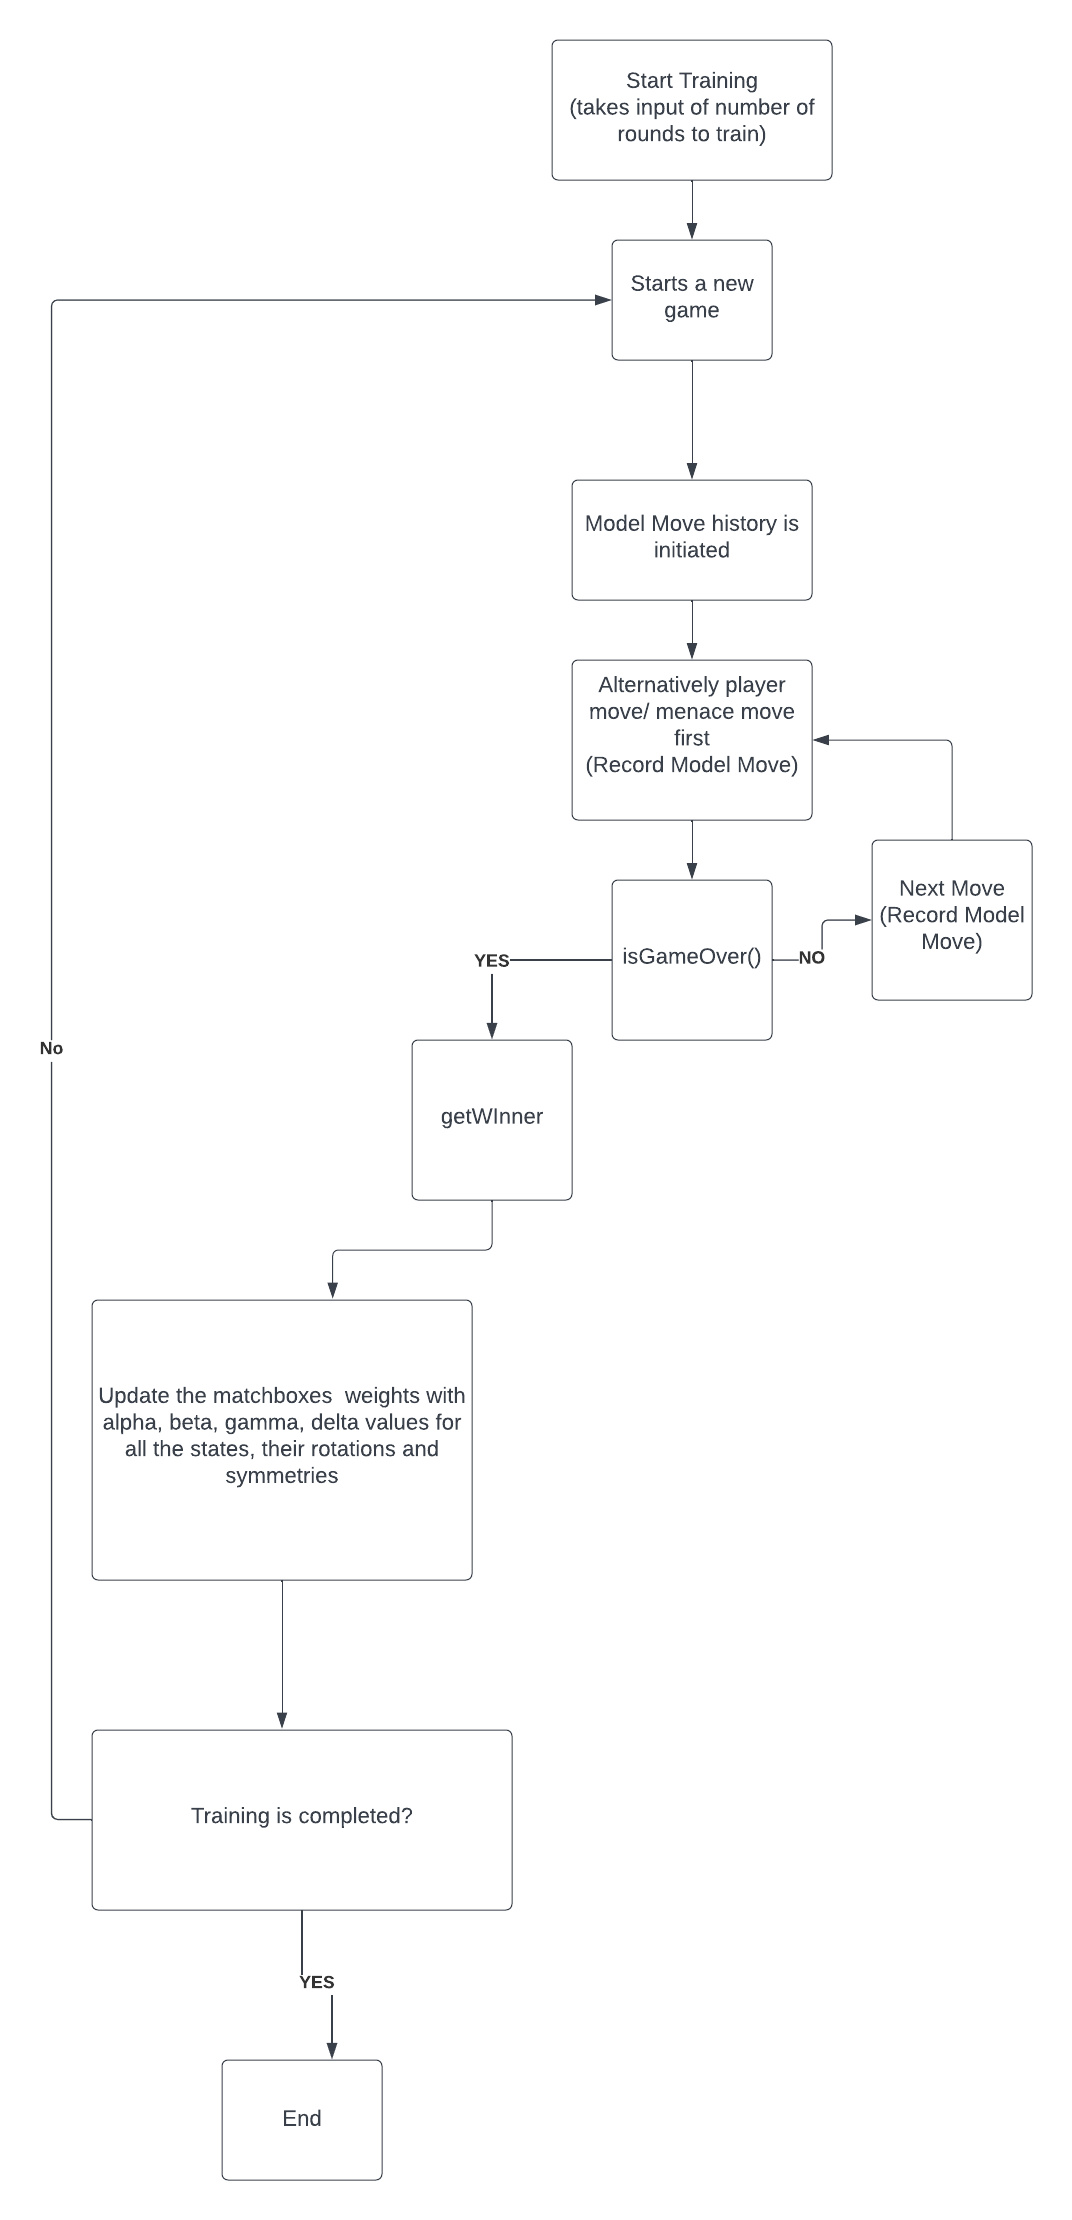 Start Training
(takes input of number of
rounds to train)
Starts a new
game
Model Move history is
initiated
Alternatively player
move/ menace move
first
(Record Model Move)
Next Move
(Record Model
Move)
isGameOver()
NO
YES
No
getWInner
Update the matchboxes  weights with
alpha, beta, gamma, delta values for
all the states, their rotations and
symmetries
Training is completed?
YES
End